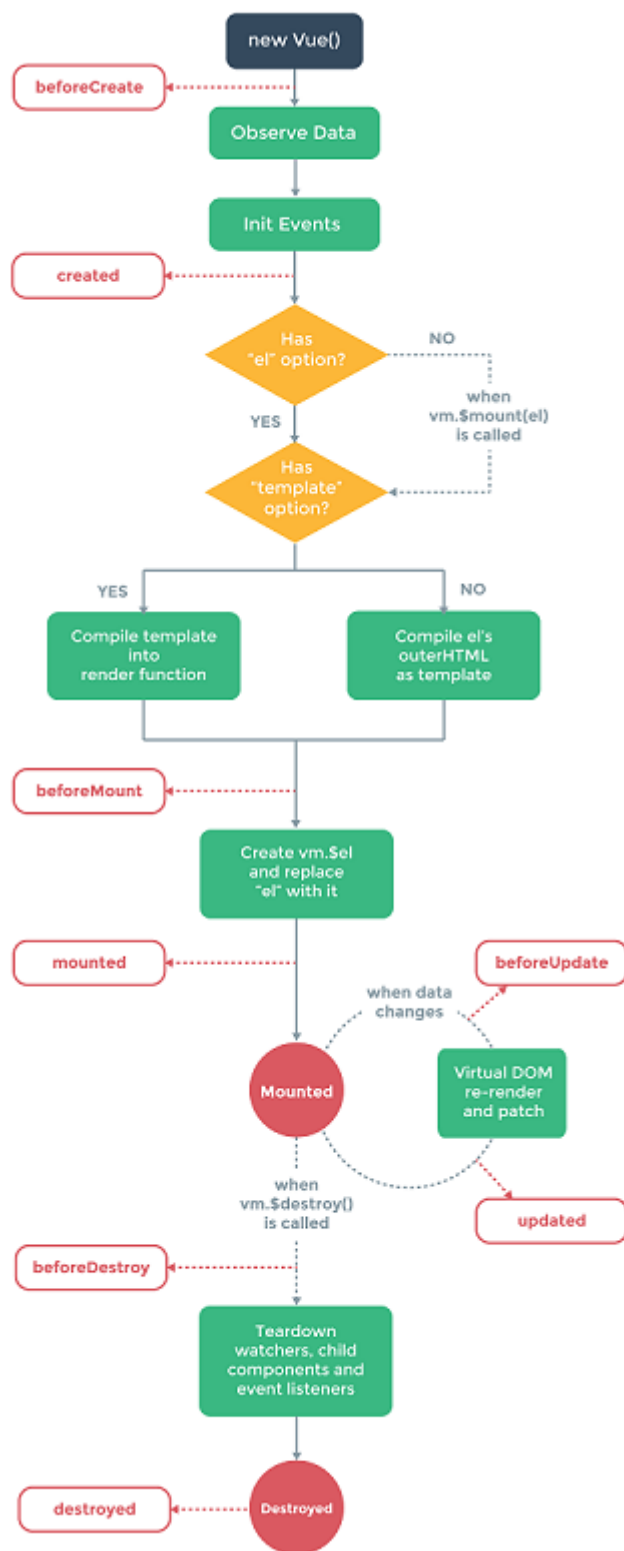 new Vue()
beforeCreate
Observe Data
Init Events
created
Has
"el" option?
NO
when
vm.$mount(el)
is called
YES
Has
"template"
option?
YES
NO
Compile template
into
render function
Compile el's
outerHTML
as template
beforeMount
Create vm.$el
and replace
"el" with it
mounted
beforeUpdate
when data
changes
Mounted
Virtual DOM
re-render
and patch
when
vm.$destroy()
is called
updated
beforeDestroy
Teardown
watchers, child
components and
event listeners
destroyed
Destroyed